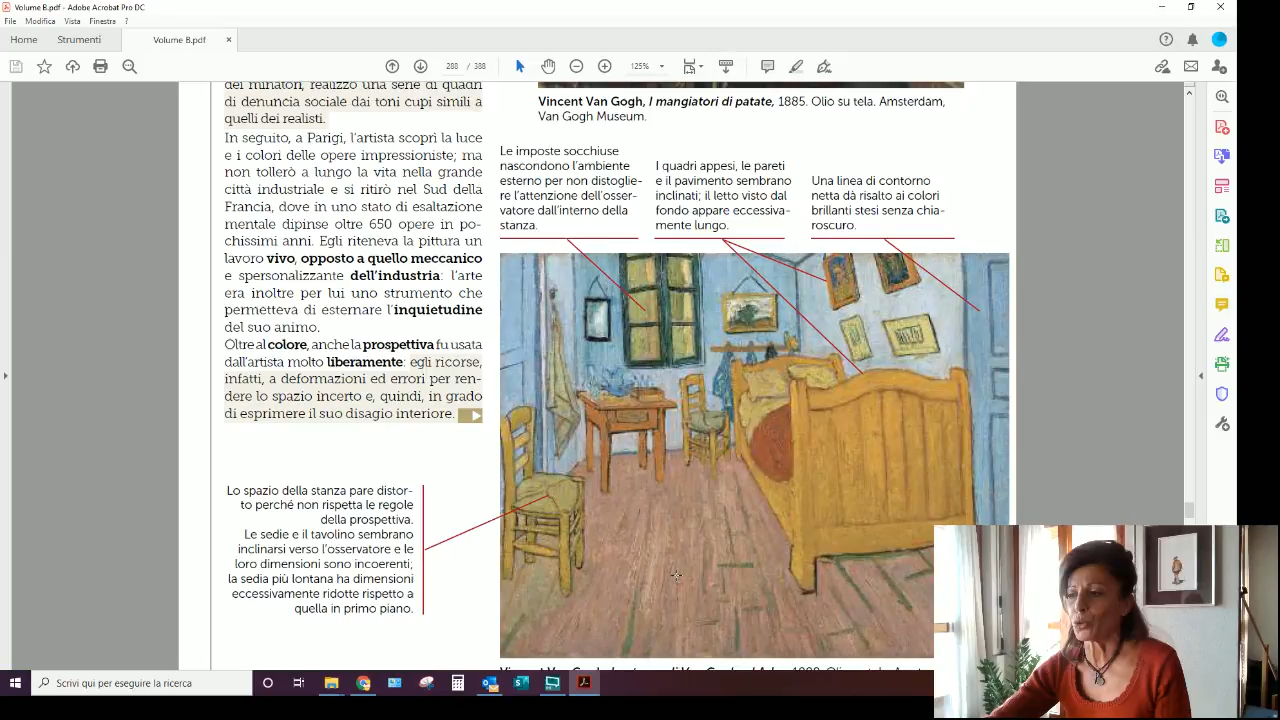 Volume B.pdf - Adobe Acrobat Pro DC
File Modifica Vista Finestra ?
Home Strumenti Volume B.pdf ×
288 / 388 125%
dei minatori, realizzò una serie di quadri
di denuncia sociale dai toni cupi simili a
quelli dei realisti.
In seguito, a Parigi, l'artista scoprì la luce
e i colori delle opere impressioniste; ma
non tollerò a lungo la vita nella grande
città industriale e si ritirò nel Sud della
Francia, dove in uno stato di esaltazione
mentale dipinse oltre 650 opere in po-
chissimi anni. Egli riteneva la pittura un
lavoro vivo, opposto a quello meccanico
e spersonalizzante dell'industria: l'arte
era inoltre per lui uno strumento che
permetteva di esternare l'inquietudine
del suo animo.
Oltre al colore, anche la prospettiva fu usata
dall'artista molto liberamente: egli ricorse,
infatti, a deformazioni ed errori per ren-
dere lo spazio incerto e, quindi, in grado
di esprimere il suo disagio interiore.
Vincent Van Gogh, I mangiatori di patate, 1885. Olio su tela. Amsterdam,
Van Gogh Museum.
Le imposte socchiuse
nascondono l'ambiente
esterno per non distoglie-
re l'attenzione dell'osser-
vatore dall'interno della
stanza.
I quadri appesi, le pareti
e il pavimento sembrano
inclinati; il letto visto dal
fondo appare eccessiva-
mente lungo.
Una linea di contorno
netta dà risalto ai colori
brillanti stesi senza chia-
roscuro.
Lo spazio della stanza pare distor-
to perché non rispetta le regole
della prospettiva.
Le sedie e il tavolino sembrano
inclinarsi verso l'osservatore e le
loro dimensioni sono incoerenti;
la sedia più lontana ha dimensioni
eccessivamente ridotte rispetto a
quella in primo piano.
Scrivi qui per eseguire la ricerca